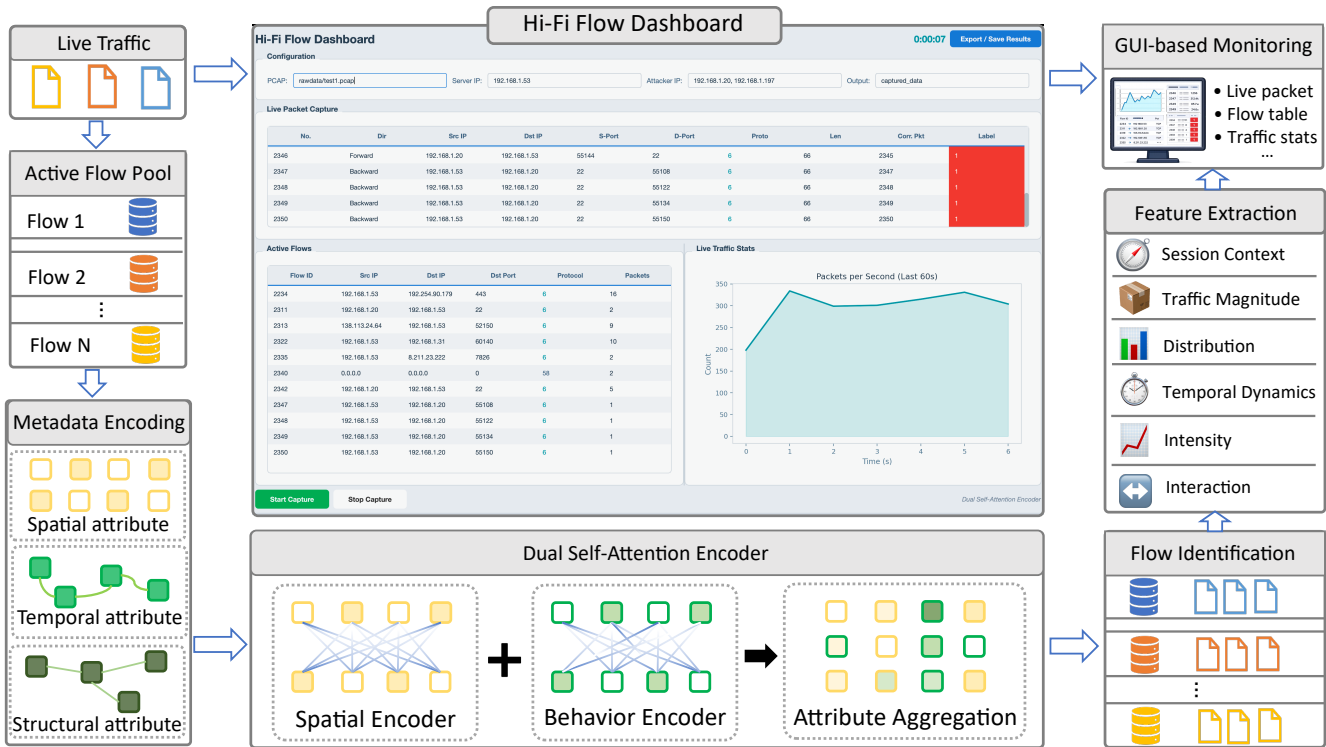 Hi-Fi Flow Dashboard
Live Traffic
Active Flow Pool
Flow 1
Flow 2
⋮
Flow N
Metadata Encoding
Spatial attribute
Temporal attribute
Structural attribute
Hi-Fi Flow Dashboard
0:00:07
Export / Save Results
Configuration
PCAP: rawdata/test1.pcap Server IP: 192.168.1.53 Attacker IP: 192.168.1.20, 192.168.1.197 Output: captured_data
Live Packet Capture
No. Dir Src IP Dst IP S-Port D-Port Proto Len Corr. Pkt Label
2346 Forward 192.168.1.20 192.168.1.53 55144 22 6 66 2345 1
2347 Backward 192.168.1.53 192.168.1.20 22 55108 6 66 2347 1
2348 Backward 192.168.1.53 192.168.1.20 22 55122 6 66 2348 1
2349 Backward 192.168.1.53 192.168.1.20 22 55134 6 66 2349 1
2350 Backward 192.168.1.53 192.168.1.20 22 55150 6 66 2350 1
Active Flows
Flow ID Src IP Dst IP Dst Port Protocol Packets
2234 192.168.1.53 192.254.90.179 443 6 16
2311 192.168.1.20 192.168.1.53 22 6 2
2313 138.113.24.64 192.168.1.53 52150 6 9
2322 192.168.1.53 192.168.1.31 60140 6 10
2335 192.168.1.53 8.211.23.222 7826 6 2
2340 0.0.0.0 0.0.0.0 0 58 2
2342 192.168.1.20 192.168.1.53 22 6 5
2347 192.168.1.53 192.168.1.20 55108 6 1
2348 192.168.1.53 192.168.1.20 55122 6 1
2349 192.168.1.53 192.168.1.20 55134 6 1
2350 192.168.1.53 192.168.1.20 55150 6 1
Live Traffic Stats
Packets per Second (Last 60s)
350
300
250
200
150
100
50
0
Count
0 1 2 3 4 5 6
Time (s)
Start Capture
Stop Capture
Dual Self-Attention Encoder
Dual Self-Attention Encoder
Spatial Encoder
+
Behavior Encoder
Attribute Aggregation
GUI-based Monitoring
• Live packet
• Flow table
• Traffic stats
...
Feature Extraction
Session Context
Traffic Magnitude
Distribution
Temporal Dynamics
Intensity
Interaction
Flow Identification
⋮